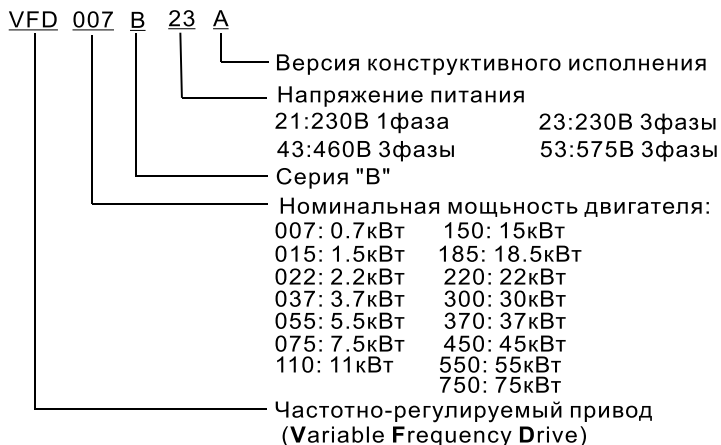 VFD 007 B 23 A
Версия конструктивного исполнения
Напряжение питания
21:230В 1фаза 23:230В 3фазы
43:460В 3фазы 53:575В 3фазы
Серия "В"
Номинальная мощьность двигателя:
007: 0.7кВт 150: 15кВт
015: 1.5кВт 185: 18.5кВт
022: 2.2кВт 220: 22кВт
037: 3.7кВт 300: 30кВт
055: 5.5кВт 370: 37кВт
075: 7.5кВт 450: 45кВт
110: 11кВт 550: 55кВт
750: 75кВт
Частотно-регулируемый привод
(Variable Frequency Drive)